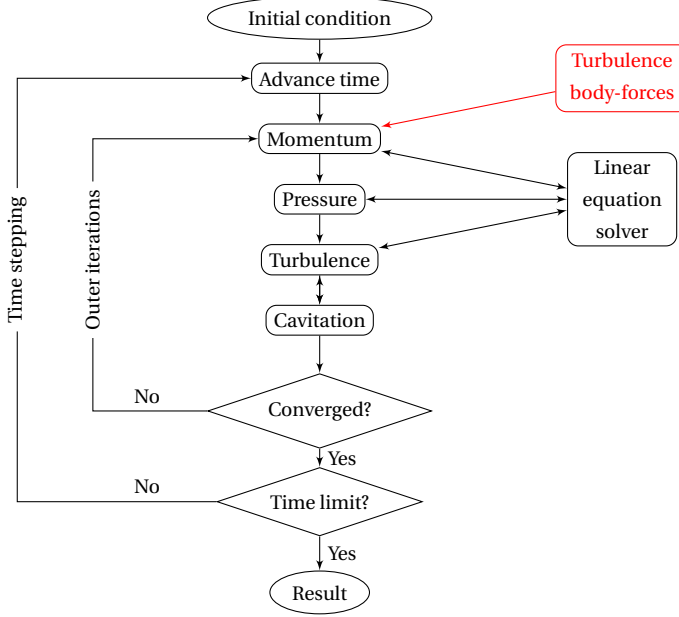 Initial condition
Advance time
Turbulence
body-forces
Momentum
Linear
equation
solver
Pressure
Turbulence
Cavitation
Time stepping
Outer iterations
No
Converged?
Yes
No
Time limit?
Yes
Result